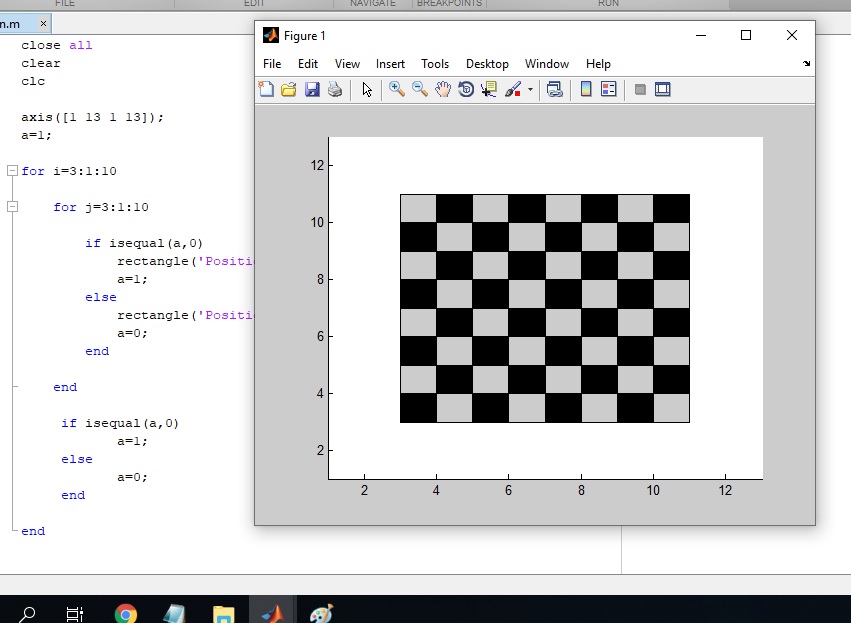 FILE EDIT NAVIGATE BREAKPOINTS RUN
n.m ×
close all
clear
clc
axis([1 13 1 13]);
a=1;
for i=3:1:10
for j=3:1:10
if isequal(a,0)
rectangle('Positi
a=1;
else
rectangle('Positi
a=0;
end
end
if isequal(a,0)
a=1;
else
a=0;
end
end
Figure 1
File Edit View Insert Tools Desktop Window Help
12
10
8
6
4
2
2 4 6 8 10 12